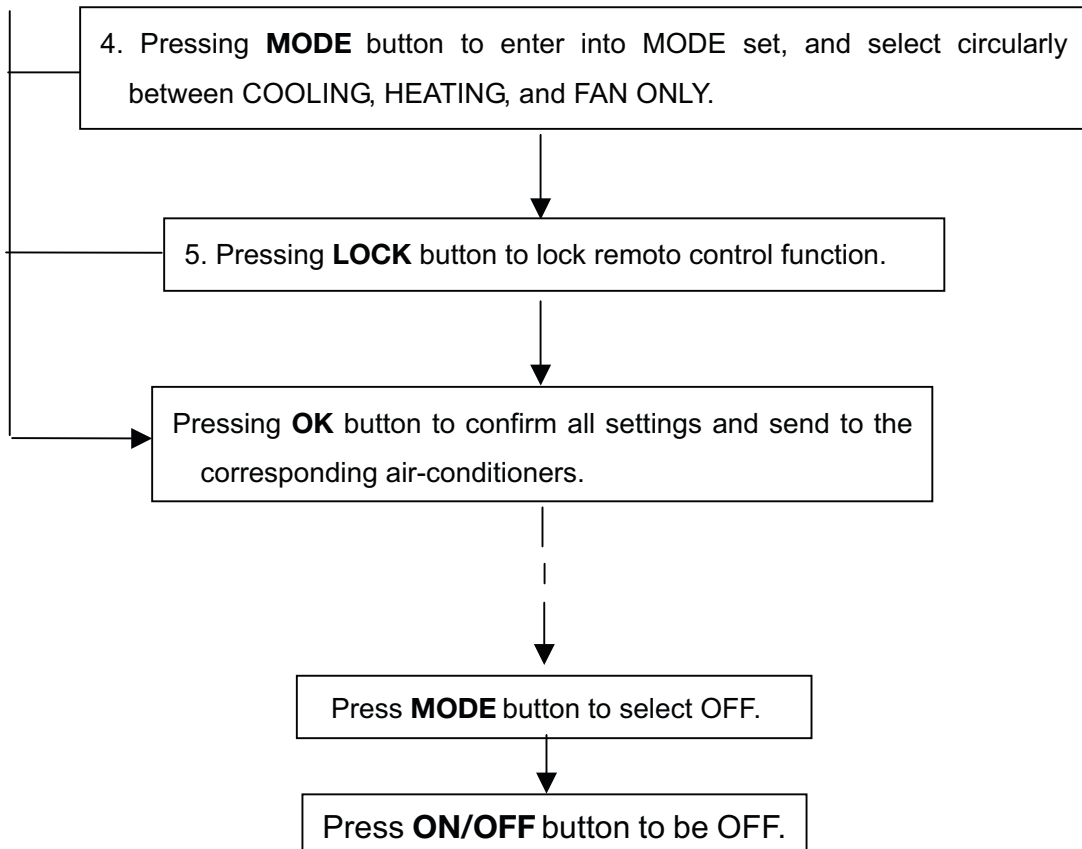 4. Pressing MODE button to enter into MODE set, and select circularly
between COOLING, HEATING, and FAN ONLY.
5. Pressing LOCK button to lock remoto control function.
Pressing OK button to confirm all settings and send to the
corresponding air-conditioners.
Press MODE button to select OFF.
Press ON/OFF button to be OFF.